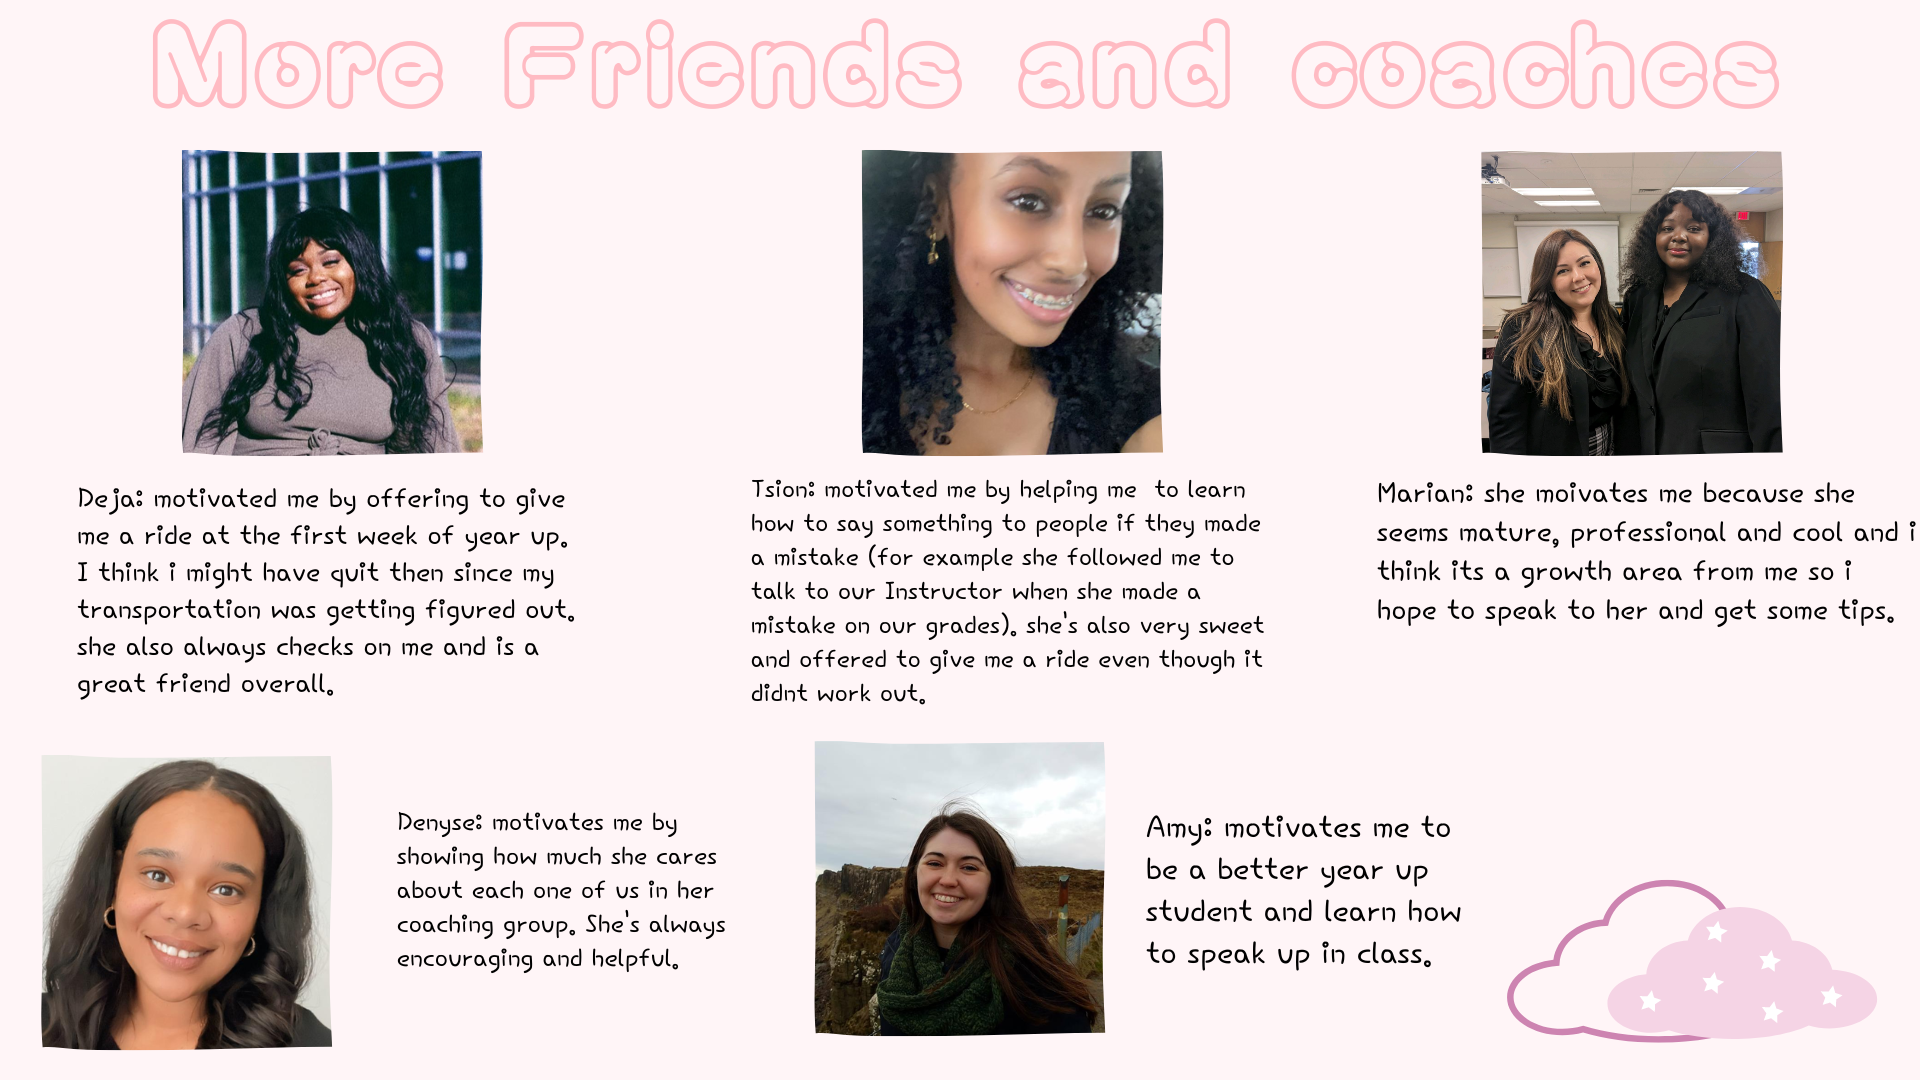 More Friends and coaches
Deja: motivated me by offering to give
me a ride at the first week of year up.
I think i might have quit then since my
transportation was getting figured out.
she also always checks on me and is a
great friend overall.
Tsion: motivated me by helping me  to learn
how to say something to people if they made
a mistake (for example she followed me to
talk to our Instructor when she made a
mistake on our grades). she's also very sweet
and offered to give me a ride even though it
didnt work out.
Marian: she moivates me because she
seems mature, professional and cool and i
think its a growth area from me so i
hope to speak to her and get some tips.
Denyse: motivates me by
showing how much she cares
about each one of us in her
coaching group. She's always
encouraging and helpful.
Amy: motivates me to
be a better year up
student and learn how
to speak up in class.